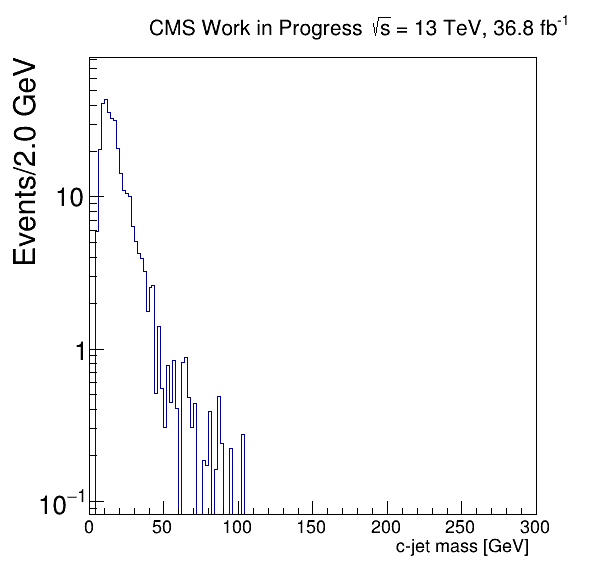 CMS Work in Progress √s = 13 TeV, 36.8 fb⁻¹
Events/2.0 GeV
10
1
10⁻¹
0 50 100 150 200 250 300
c-jet mass [GeV]